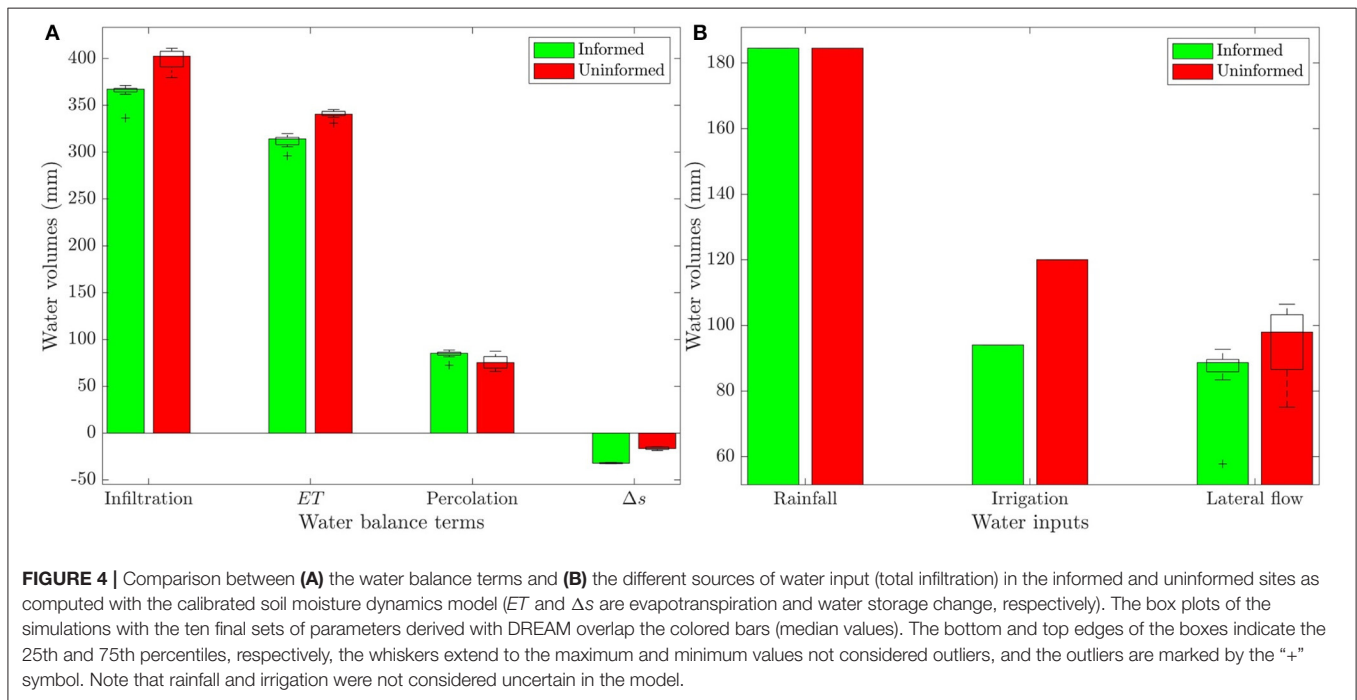 A
Water volumes (mm)
400
350
300
250
200
150
100
50
0
-50
Informed
Uninformed
Infiltration ET Percolation Δs
Water balance terms
B
Water volumes (mm)
180
160
140
120
100
80
60
Informed
Uninformed
Rainfall Irrigation Lateral flow
Water inputs
FIGURE 4 | Comparison between (A) the water balance terms and (B) the different sources of water input (total infiltration) in the informed and uninformed sites as
computed with the calibrated soil moisture dynamics model (ET and Δs are evapotranspiration and water storage change, respectively). The box plots of the
simulations with the ten final sets of parameters derived with DREAM overlap the colored bars (median values). The bottom and top edges of the boxes indicate the
25th and 75th percentiles, respectively, the whiskers extend to the maximum and minimum values not considered outliers, and the outliers are marked by the “+”
symbol. Note that rainfall and irrigation were not considered uncertain in the model.